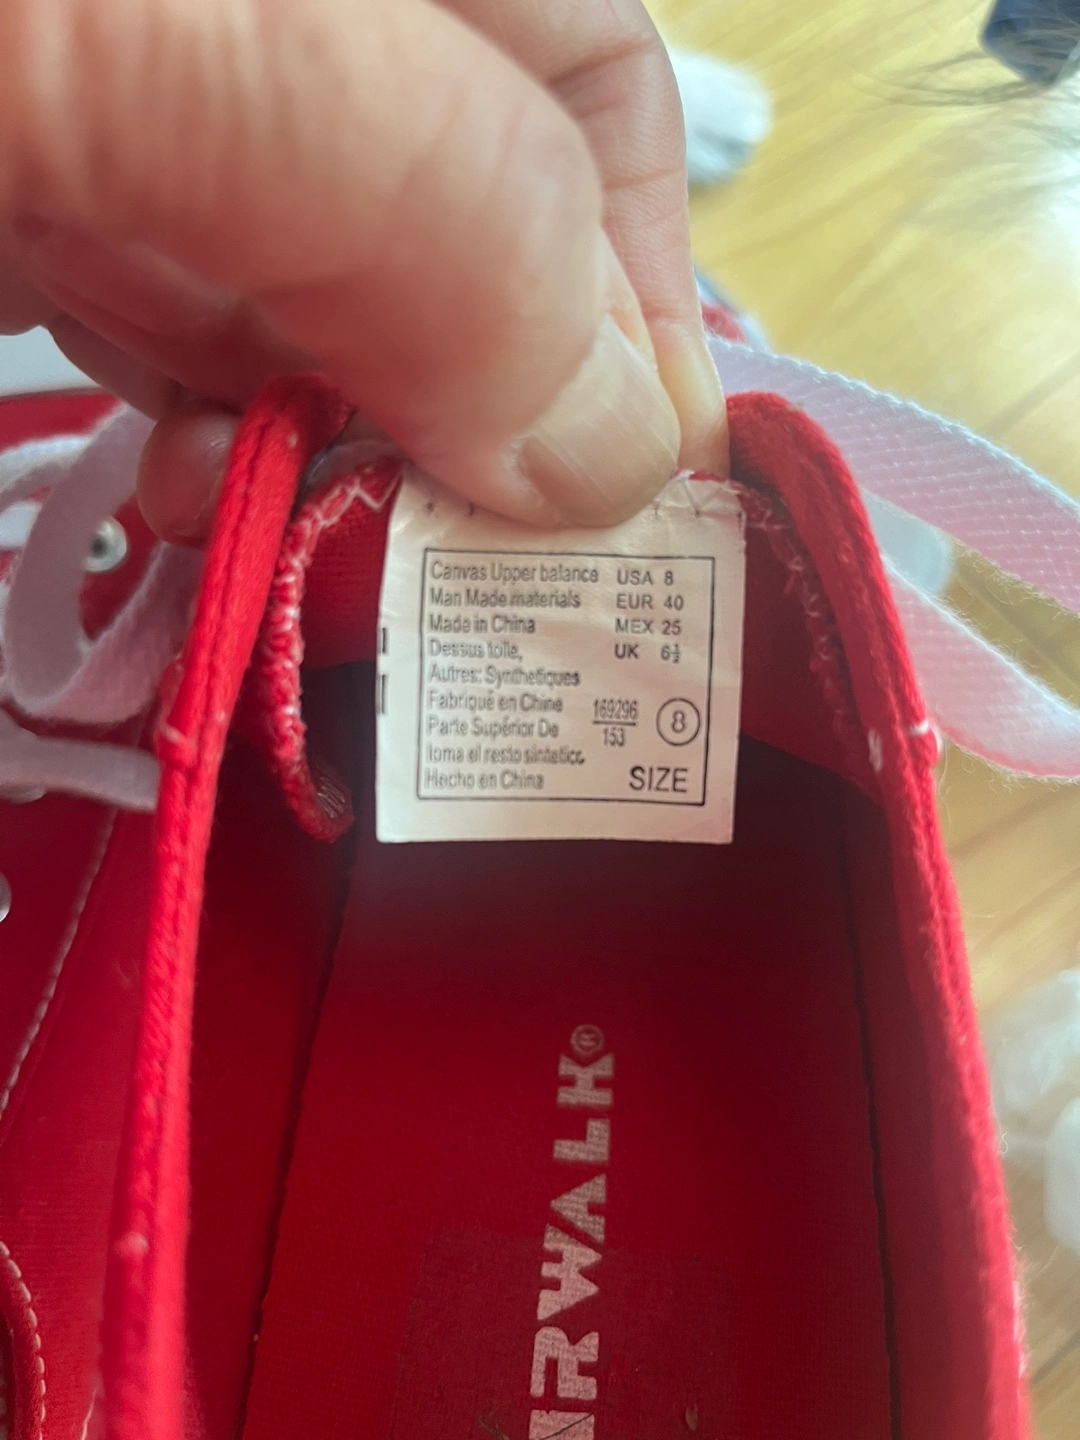 Canvas Upper balance
Man Made materials
Made in China
Dessus toile,
Autres: Synthetiques
Fabriqué en Chine
Parte Supérior De
loma el resto sintetico
Hecho en China
USA 8
EUR 40
MEX 25
UK 6½
169296
153
8
SIZE
IRWALK®